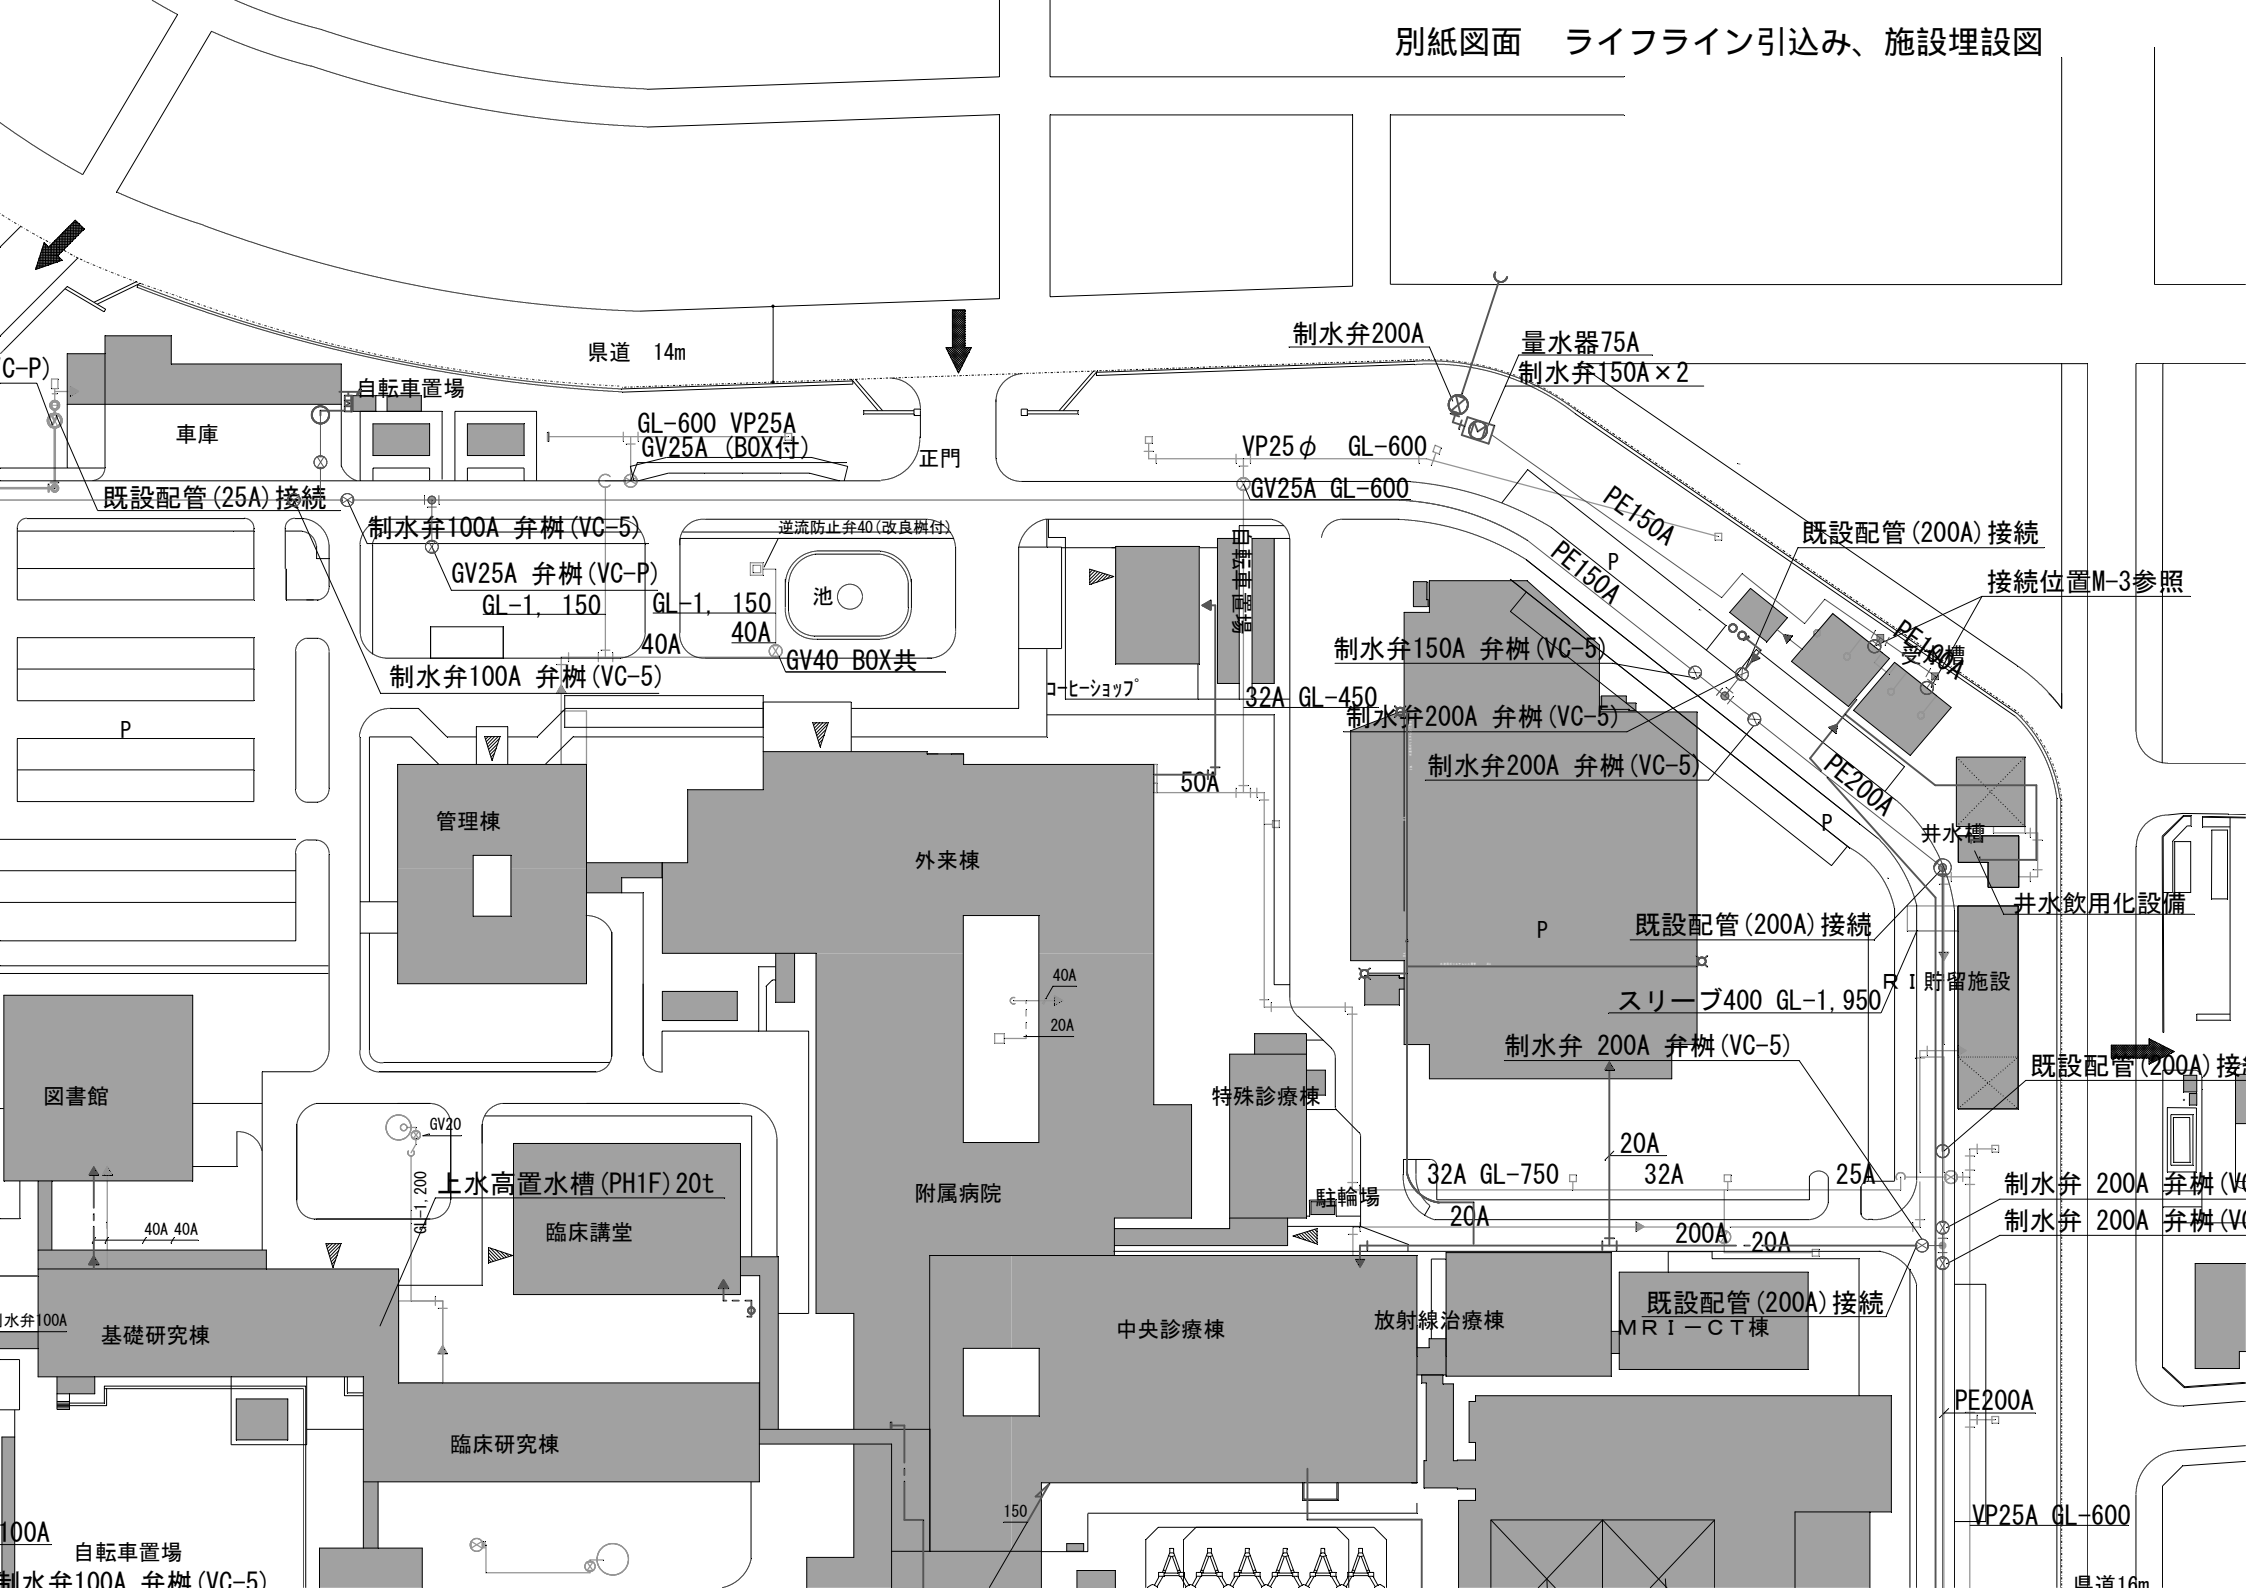 別紙図面　ライフライン引込み、施設埋設図
制水弁200A
量水器75A
制水弁150A×2
県道　14m
C-P)
自転車置場
車庫
GL-600 VP25A
GV25A (BOX付)
正門
VP25φ　GL-600
GV25A GL-600
PE150A
既設配管(25A)接続
制水弁100A 弁桝(VC-5)
逆流防止弁40(改良桝付)
自転車置場
PE150A
P
既設配管(200A)接続
接続位置M-3参照
GV25A 弁桝(VC-P)
GL-1, 150
GL-1, 150
池
40A
40A
GV40 BOX共
制水弁150A 弁桝(VC-5)
PE100A
受水槽
制水弁100A 弁桝(VC-5)
コーヒーショップ
32A GL-450
制水弁200A 弁桝(VC-5)
P
50A
制水弁200A 弁桝(VC-5)
PE200A
管理棟
P
井水槽
外来棟
井水飲用化設備
P
既設配管(200A)接続
40A
20A
ＲＩ貯留施設
スリーブ400 GL-1,950
制水弁 200A 弁桝(VC-5)
既設配管(200A)接続
図書館
特殊診療棟
GV20
GL-1,200
上水高置水槽(PH1F)20t
20A
32A GL-750
32A
25A
制水弁 200A 弁桝(VC
附属病院
駐輪場
20A
制水弁 200A 弁桝(VC
40A 40A
臨床講堂
200A
20A
水弁100A
基礎研究棟
中央診療棟
放射線治療棟
既設配管(200A)接続
ＭＲＩ－ＣＴ棟
PE200A
臨床研究棟
150
VP25A GL-600
100A
自転車置場
制水弁100A 弁桝(VC-5)
県道16m